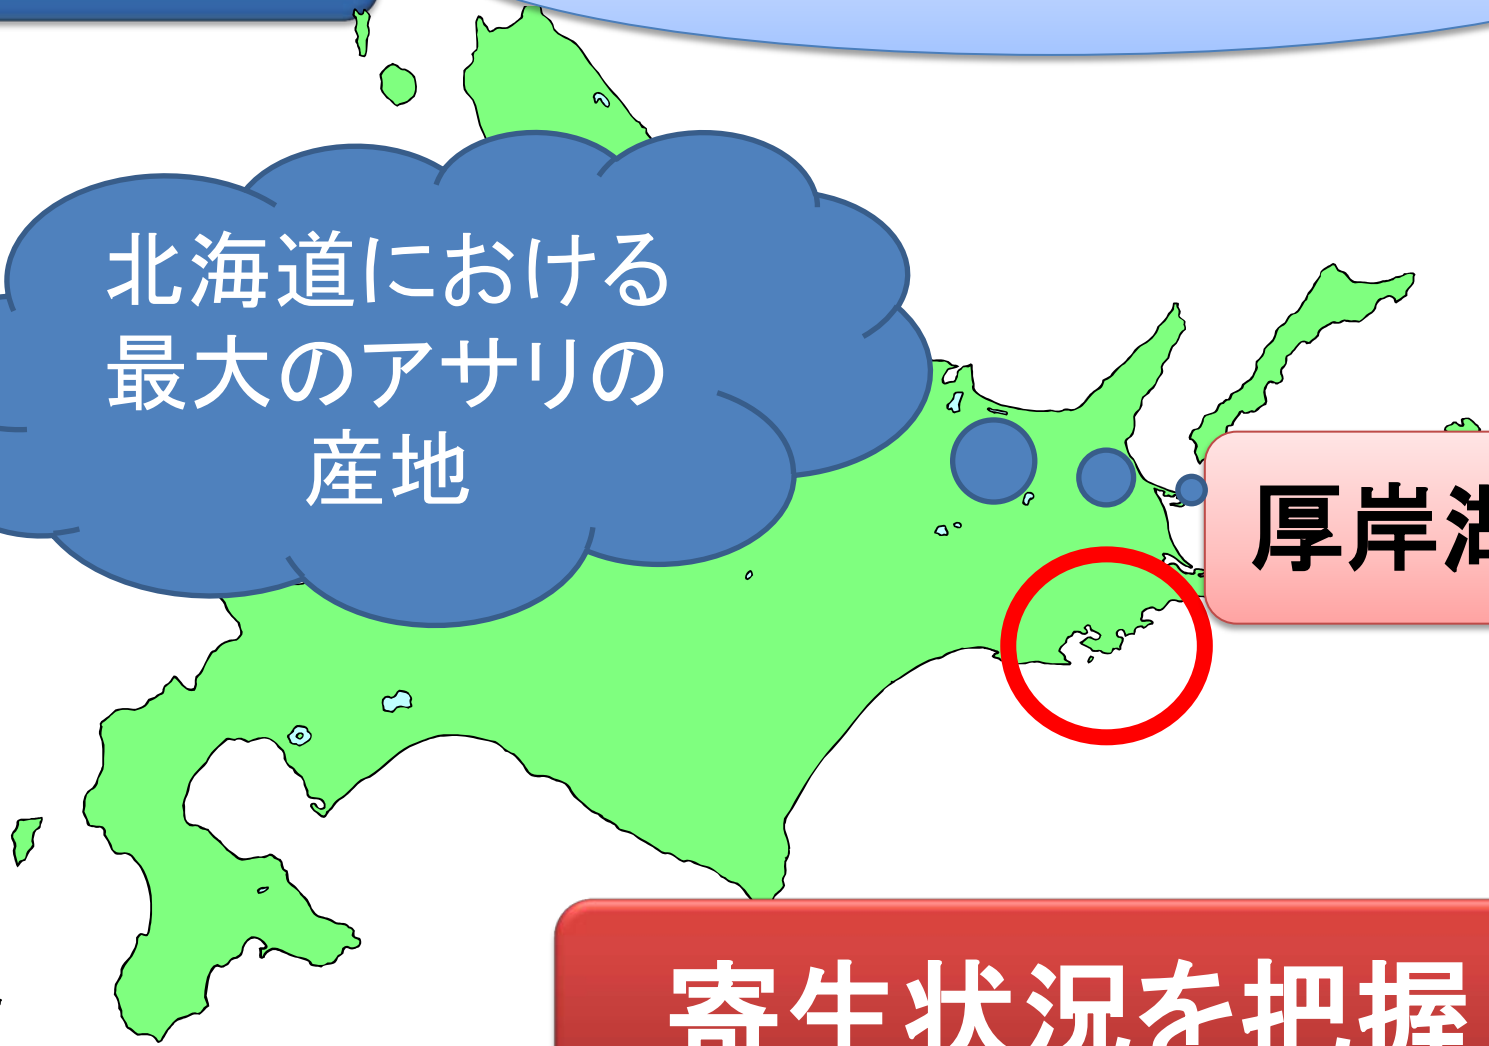 北海道における
最大のアサリの
産地
厚岸湖
寄生状況を把握